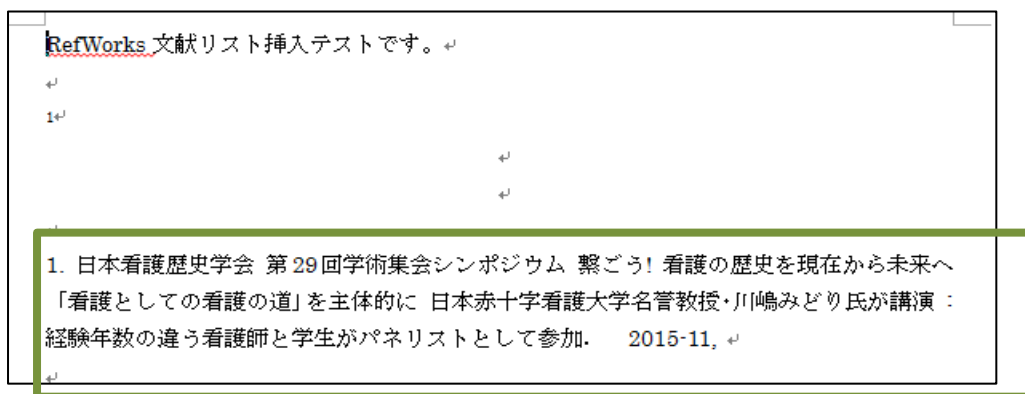 RefWorks 文献リスト挿入テストです。↵
↵
1↵
↵
↵
↵
1. 日本看護歴史学会 第29回学術集会シンポジウム 繋ごう! 看護の歴史を現在から未来へ
「看護としての看護の道」を主体的に 日本赤十字看護大学名誉教授・川嶋みどり氏が講演：
経験年数の違う看護師と学生がパネリストとして参加. 2015-11, ↵
↵